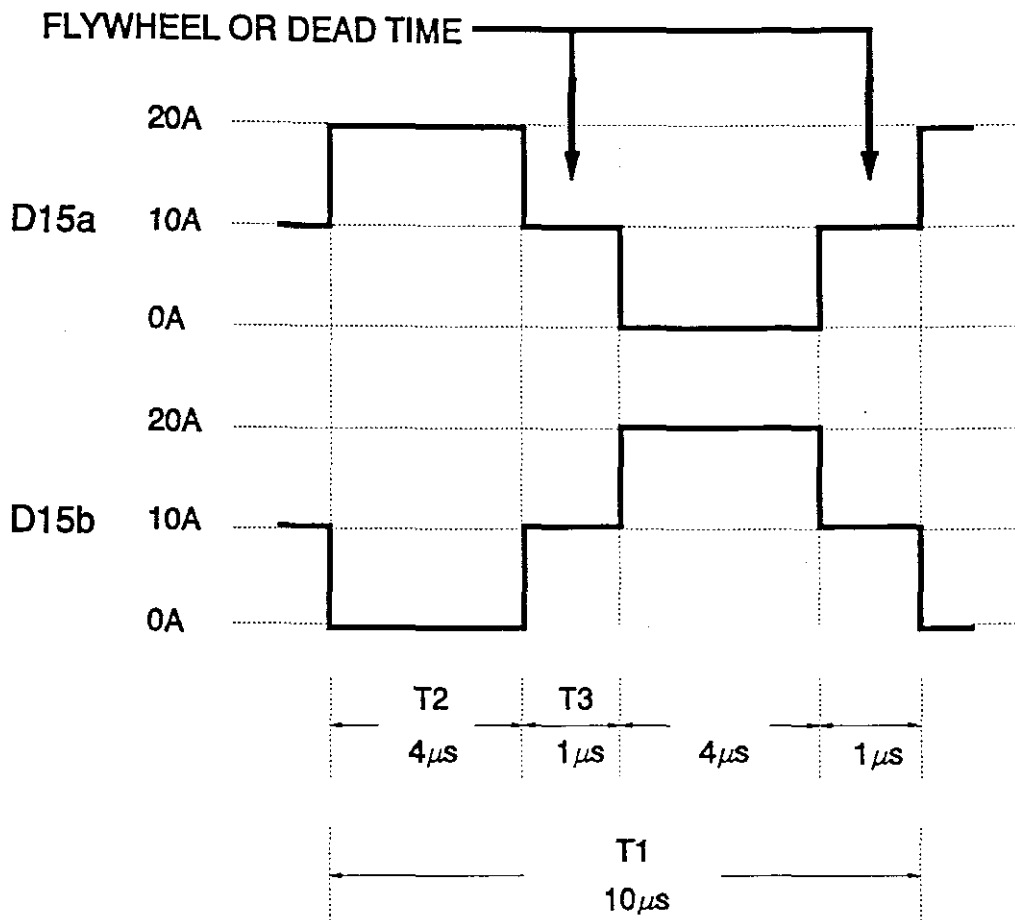 FLYWHEEL OR DEAD TIME
20A
D15a 10A
0A
20A
D15b 10A
0A
T2 T3
4μs 1μs 4μs 1μs
T1
10μs